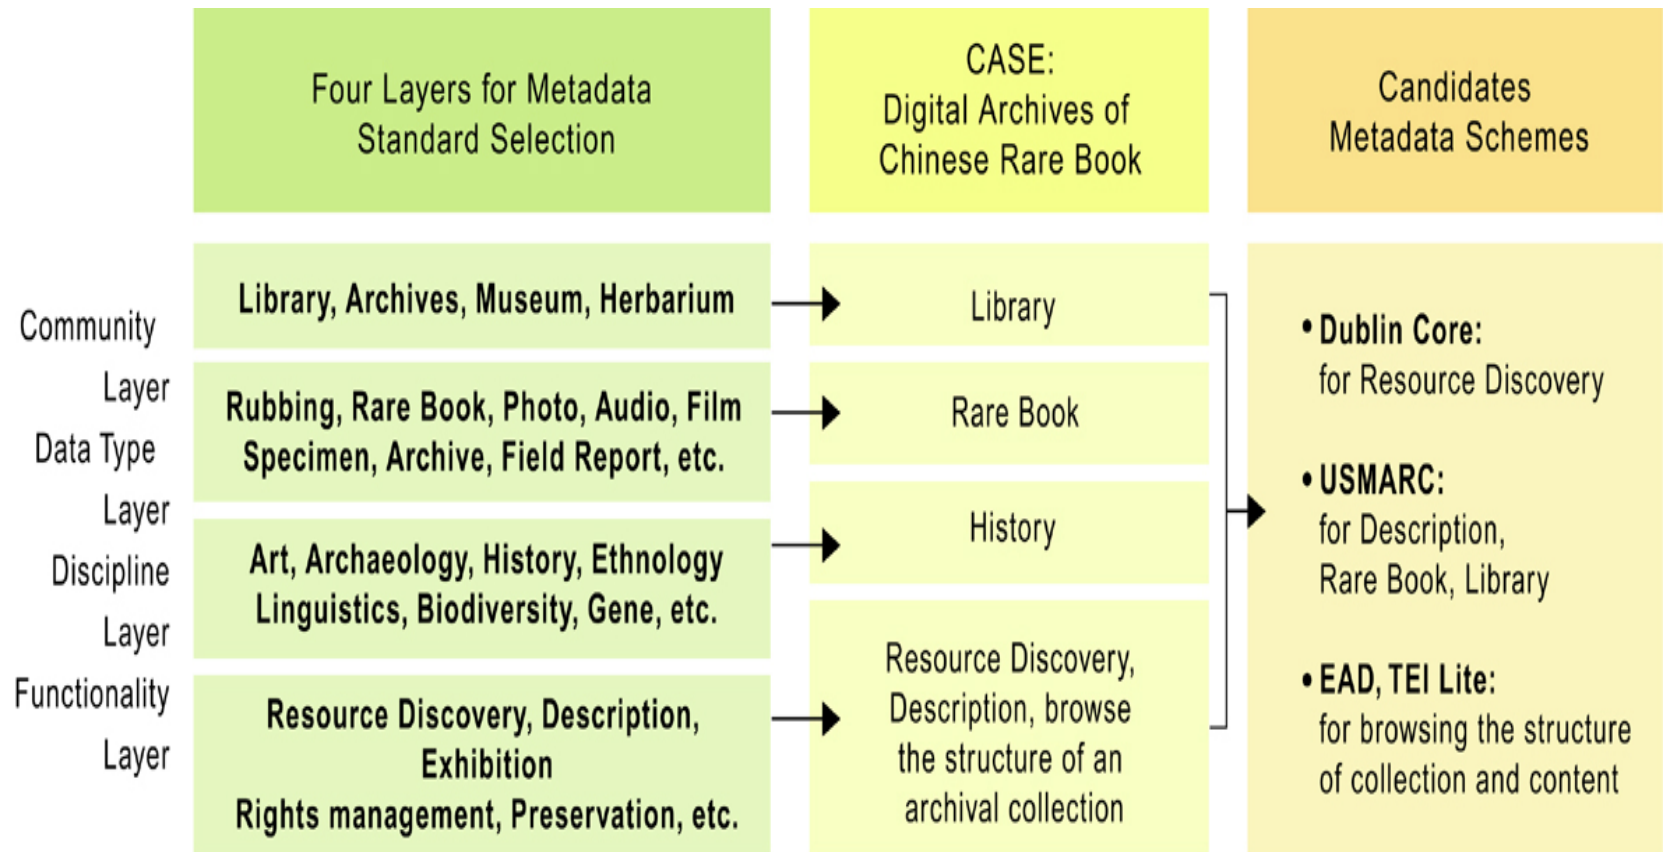 Four Layers for Metadata
Standard Selection
CASE:
Digital Archives of
Chinese Rare Book
Candidates
Metadata Schemes
Community
Layer
Data Type
Layer
Discipline
Layer
Functionality
Layer
Library, Archives, Museum, Herbarium
Rubbing, Rare Book, Photo, Audio, Film
Specimen, Archive, Field Report, etc.
Art, Archaeology, History, Ethnology
Linguistics, Biodiversity, Gene, etc.
Resource Discovery, Description,
Exhibition
Rights management, Preservation, etc.
Library
Rare Book
History
Resource Discovery,
Description, browse
the structure of an
archival collection
• Dublin Core:
for Resource Discovery
• USMARC:
for Description,
Rare Book, Library
• EAD, TEI Lite:
for browsing the structure
of collection and content